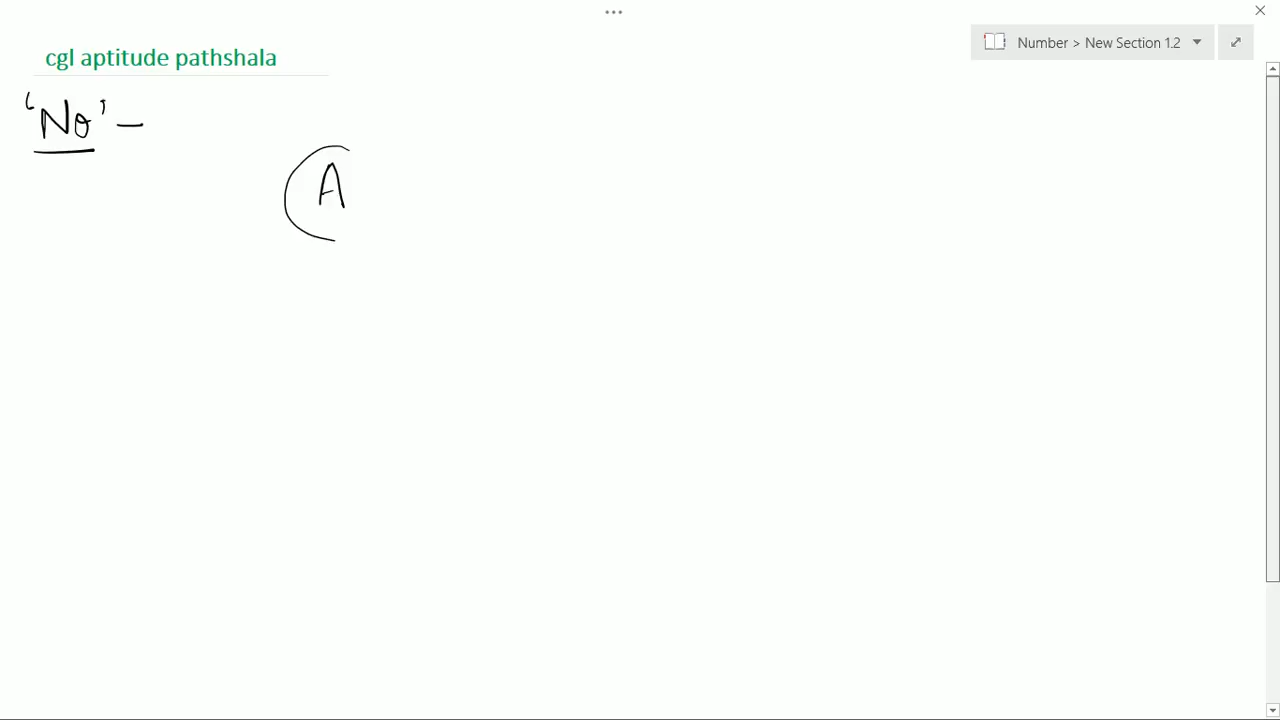 Number > New Section 1.2
cgl aptitude pathshala
'No' –
A